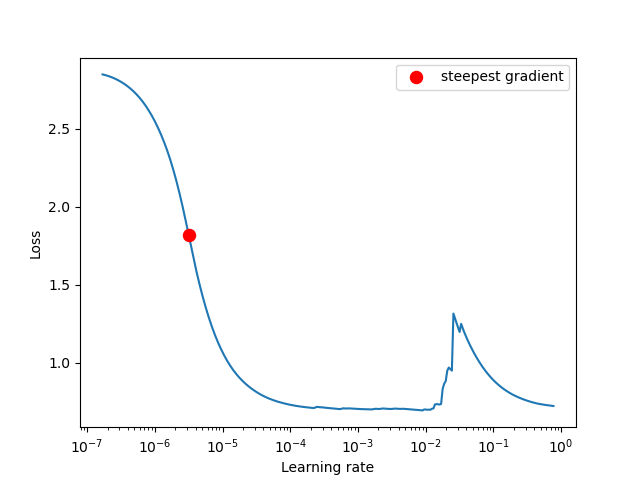 steepest gradient
Loss
2.5
2.0
1.5
1.0
10⁻⁷ 10⁻⁶ 10⁻⁵ 10⁻⁴ 10⁻³ 10⁻² 10⁻¹ 10⁰
Learning rate